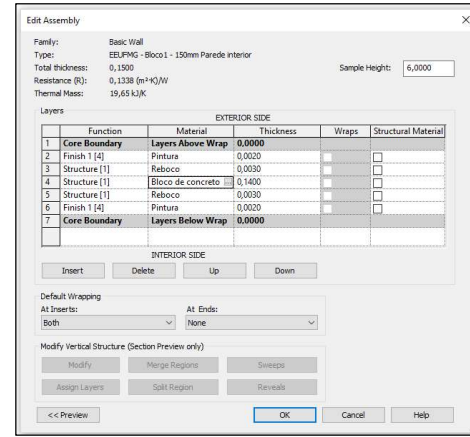 Edit Assembly
Family: Basic Wall
Type: EEUFMG - Bloco1 - 150mm Parede interior
Total thickness: 0,1500 Sample Height: 6,0000
Resistance (R): 0,1338 (m²·K)/W
Thermal Mass: 19,65 kJ/K
Layers
EXTERIOR SIDE
Function Material Thickness Wraps Structural Material
1 Core Boundary Layers Above Wrap 0,0000
2 Finish 1 [4] Pintura 0,0020
3 Structure [1] Reboco 0,0030
4 Structure [1] Bloco de concreto 0,1400
5 Structure [1] Reboco 0,0030
6 Finish 1 [4] Pintura 0,0020
7 Core Boundary Layers Below Wrap 0,0000
INTERIOR SIDE
Insert Delete Up Down
Default Wrapping
At Inserts: At Ends:
Both None
Modify Vertical Structure (Section Preview only)
Modify Merge Regions Sweeps
Assign Layers Split Region Reveals
<< Preview OK Cancel Help